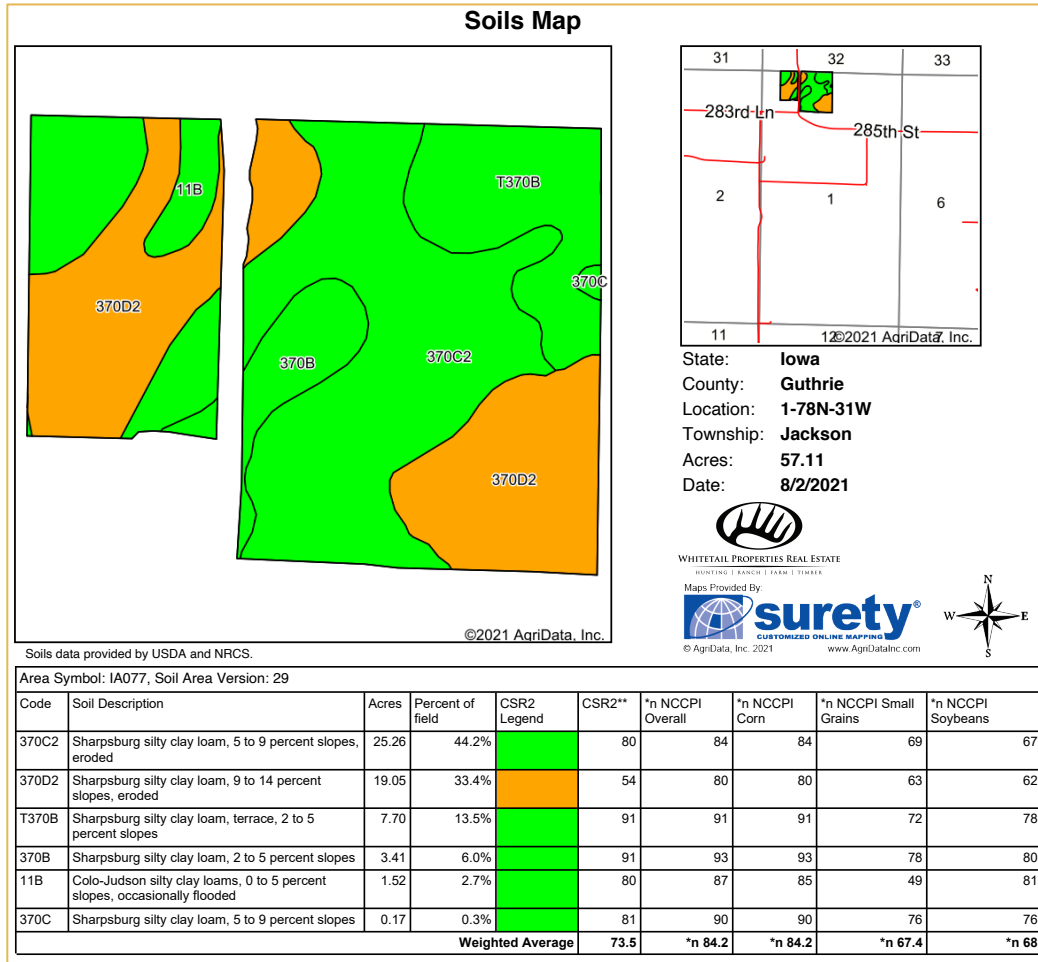 Soils Map
11B
T370B
370C
370D2
370B
370C2
370D2
©2021 AgriData, Inc.
Soils data provided by USDA and NRCS.
31
32
33
283rd Ln
285th St
2
1
6
11
12
7
©2021 AgriData, Inc.
State: Iowa
County: Guthrie
Location: 1-78N-31W
Township: Jackson
Acres: 57.11
Date: 8/2/2021
WHITETAIL PROPERTIES REAL ESTATE
HUNTING | RANCH | FARM | TIMBER
Maps Provided By:
surety®
CUSTOMIZED ONLINE MAPPING
© AgriData, Inc. 2021 www.AgriDataInc.com
N
W E
S
Area Symbol: IA077, Soil Area Version: 29
Code Soil Description Acres Percent of field CSR2 Legend CSR2** *n NCCPI Overall *n NCCPI Corn *n NCCPI Small Grains *n NCCPI Soybeans
370C2 Sharpsburg silty clay loam, 5 to 9 percent slopes, eroded 25.26 44.2% 80 84 84 69 67
370D2 Sharpsburg silty clay loam, 9 to 14 percent slopes, eroded 19.05 33.4% 54 80 80 63 62
T370B Sharpsburg silty clay loam, terrace, 2 to 5 percent slopes 7.70 13.5% 91 91 91 72 78
370B Sharpsburg silty clay loam, 2 to 5 percent slopes 3.41 6.0% 91 93 93 78 80
11B Colo-Judson silty clay loams, 0 to 5 percent slopes, occasionally flooded 1.52 2.7% 80 87 85 49 81
370C Sharpsburg silty clay loam, 5 to 9 percent slopes 0.17 0.3% 81 90 90 76 76
Weighted Average 73.5 *n 84.2 *n 84.2 *n 67.4 *n 68